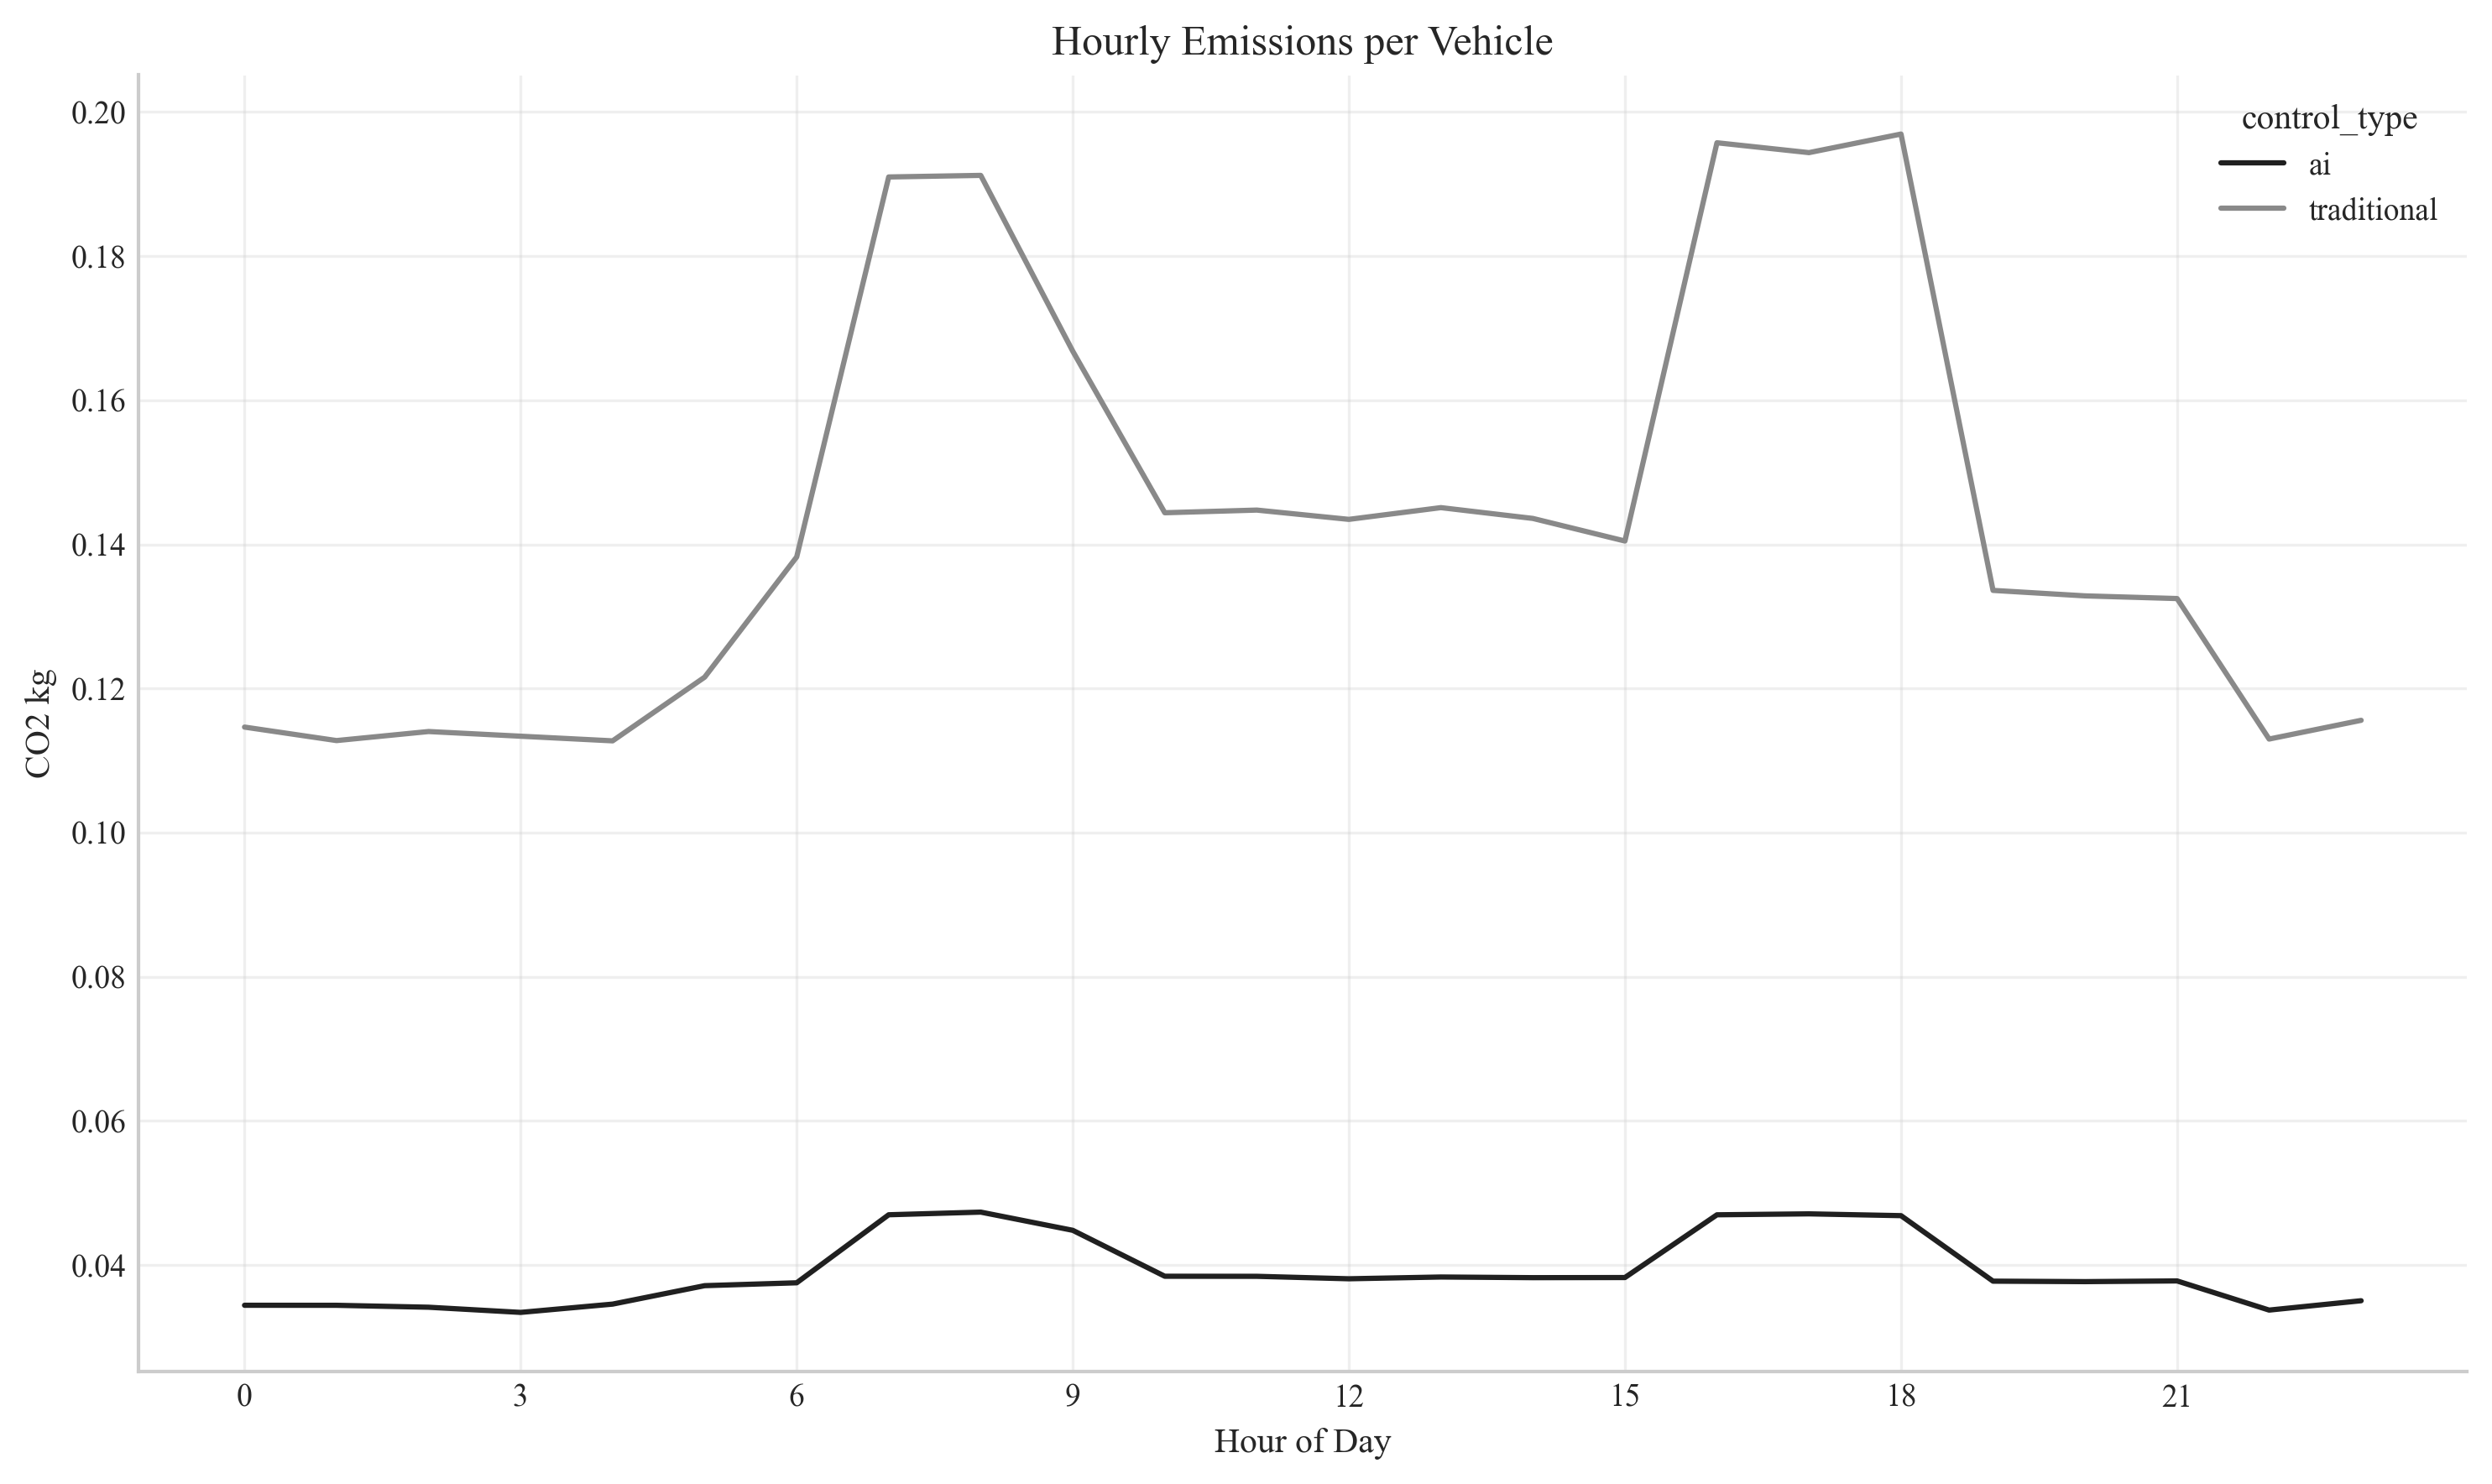 Hourly Emissions per Vehicle
control_type
ai
traditional
CO2 kg
0.20
0.18
0.16
0.14
0.12
0.10
0.08
0.06
0.04
0 3 6 9 12 15 18 21
Hour of Day